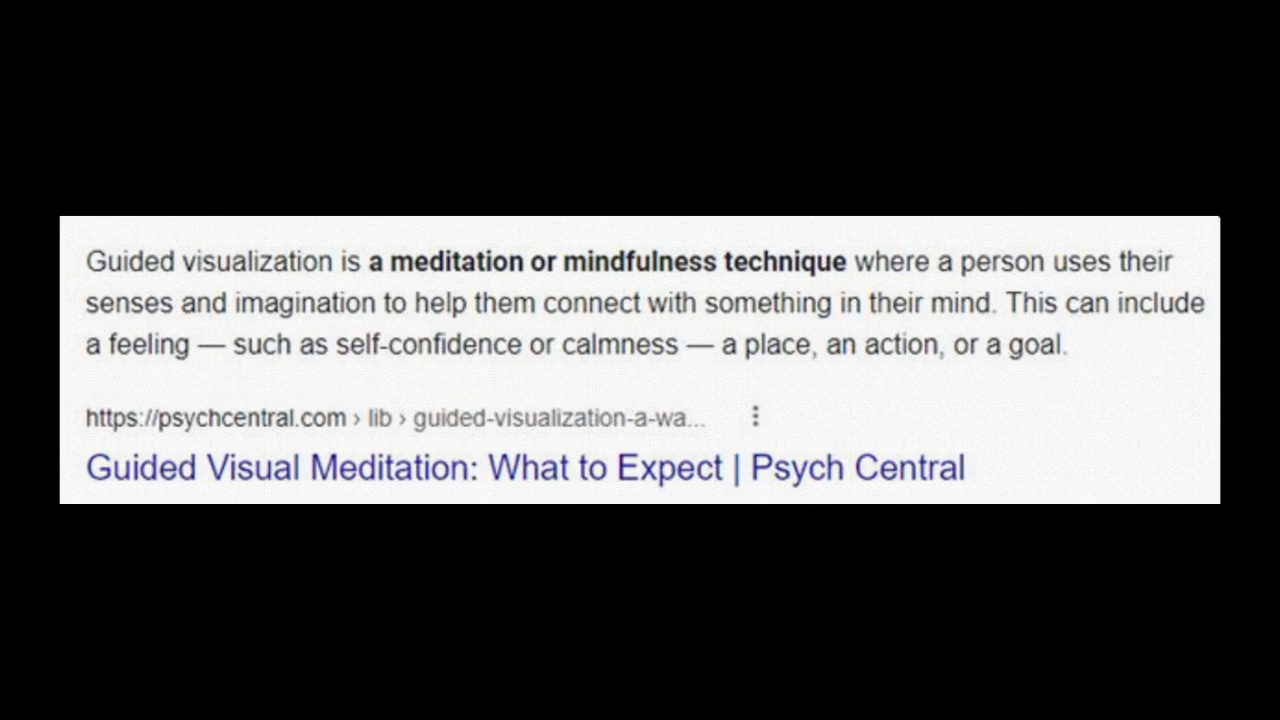 Guided visualization is a meditation or mindfulness technique where a person uses their
senses and imagination to help them connect with something in their mind. This can include
a feeling — such as self-confidence or calmness — a place, an action, or a goal.
https://psychcentral.com › lib › guided-visualization-a-wa...
Guided Visual Meditation: What to Expect | Psych Central